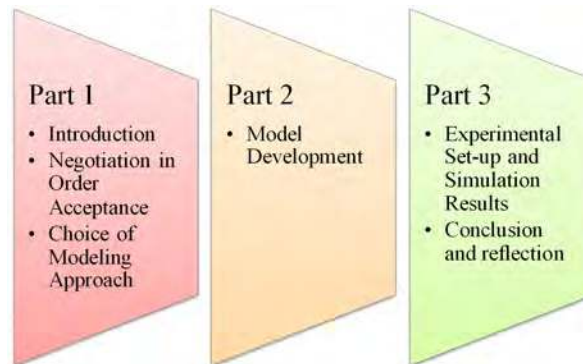 Part 1
• Introduction
• Negotiation in
Order
Acceptance
• Choice of
Modeling
Approach
Part 2
• Model
Development
Part 3
• Experimental
Set-up and
Simulation
Results
• Conclusion
and reflection